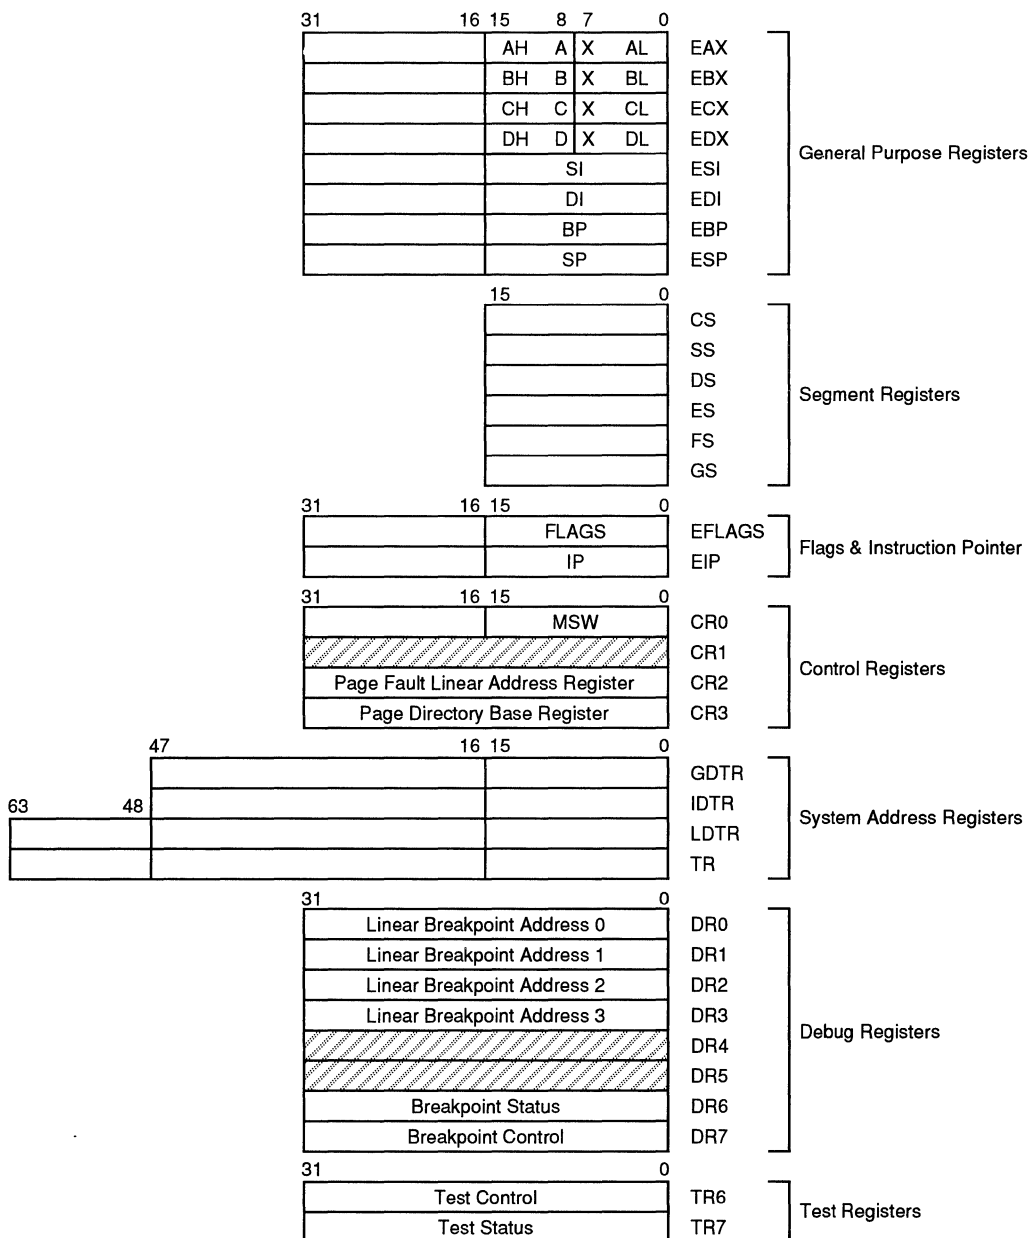 31 16 15 8 7 0
AH A X AL EAX
BH B X BL EBX
CH C X CL ECX
DH D X DL EDX
General Purpose Registers
SI ESI
DI EDI
BP EBP
SP ESP
15 0
CS
SS
DS
ES
Segment Registers
FS
GS
31 16 15 0
FLAGS EFLAGS
Flags & Instruction Pointer
IP EIP
31 16 15 0
MSW CR0
CR1
Control Registers
Page Fault Linear Address Register CR2
Page Directory Base Register CR3
47 16 15 0
GDTR
63 48 IDTR
System Address Registers
LDTR
TR
31 0
Linear Breakpoint Address 0 DR0
Linear Breakpoint Address 1 DR1
Linear Breakpoint Address 2 DR2
Linear Breakpoint Address 3 DR3
Debug Registers
DR4
DR5
Breakpoint Status DR6
Breakpoint Control DR7
31 0
Test Control TR6
Test Registers
Test Status TR7